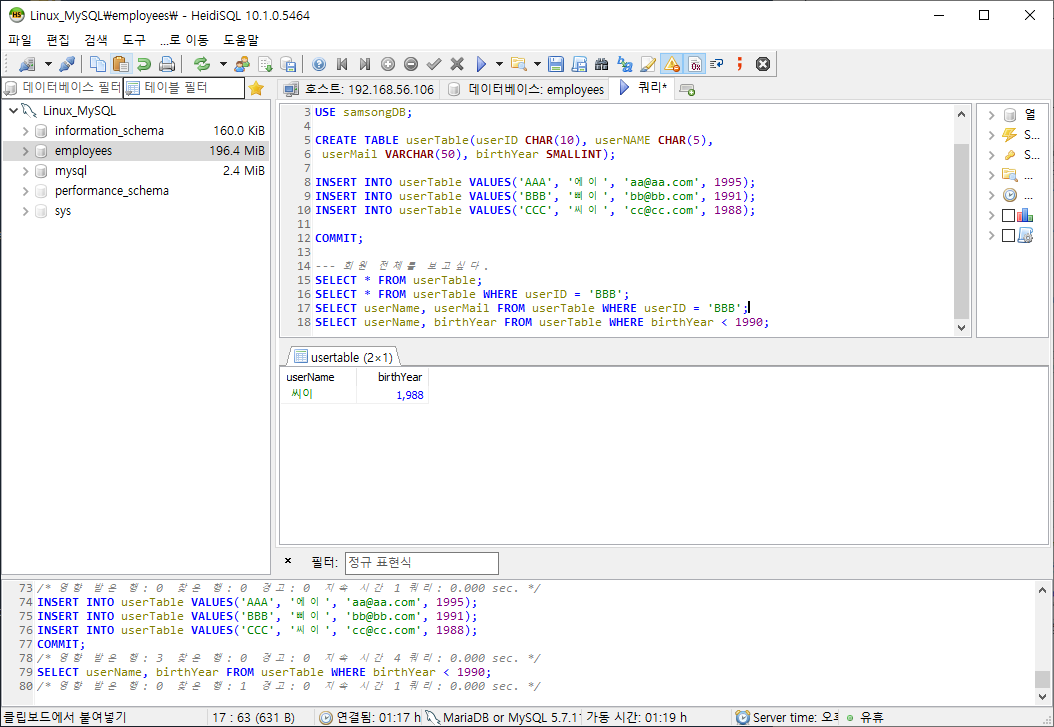 Linux_MySQL₩employees₩ - HeidiSQL 10.1.0.5464
파일 편집 검색 도구 ...로 이동 도움말
데이터베이스 필터 테이블 필터 호스트: 192.168.56.106 데이터베이스: employees 쿼리*
Linux_MySQL
information_schema 160.0 KiB
employees 196.4 MiB
mysql 2.4 MiB
performance_schema
sys
3 USE samsongDB;
4
5 CREATE TABLE userTable(userID CHAR(10), userNAME CHAR(5),
6 userMail VARCHAR(50), birthYear SMALLINT);
7
8 INSERT INTO userTable VALUES('AAA', '에이', 'aa@aa.com', 1995);
9 INSERT INTO userTable VALUES('BBB', '삐이', 'bb@bb.com', 1991);
10 INSERT INTO userTable VALUES('CCC', '씨이', 'cc@cc.com', 1988);
11
12 COMMIT;
13
14 --- 회원 전체를 보고싶다.
15 SELECT * FROM userTable;
16 SELECT * FROM userTable WHERE userID = 'BBB';
17 SELECT userName, userMail FROM userTable WHERE userID = 'BBB';
18 SELECT userName, birthYear FROM userTable WHERE birthYear < 1990;
열
S...
S...
...
...
usertable (2×1)
userName birthYear
씨이 1,988
× 필터: 정규 표현식
73 /* 영향 받은 행: 0 찾은 행: 0 경고: 0 지속 시간 1 쿼리: 0.000 sec. */
74 INSERT INTO userTable VALUES('AAA', '에이', 'aa@aa.com', 1995);
75 INSERT INTO userTable VALUES('BBB', '삐이', 'bb@bb.com', 1991);
76 INSERT INTO userTable VALUES('CCC', '씨이', 'cc@cc.com', 1988);
77 COMMIT;
78 /* 영향 받은 행: 3 찾은 행: 0 경고: 0 지속 시간 4 쿼리: 0.000 sec. */
79 SELECT userName, birthYear FROM userTable WHERE birthYear < 1990;
80 /* 영향 받은 행: 0 찾은 행: 1 경고: 0 지속 시간 1 쿼리: 0.000 sec. */
클립보드에서 붙여넣기 17 : 63 (631 B) 연결됨: 01:17 h MariaDB or MySQL 5.7.1 가동 시간: 01:19 h Server time: 오후 유휴